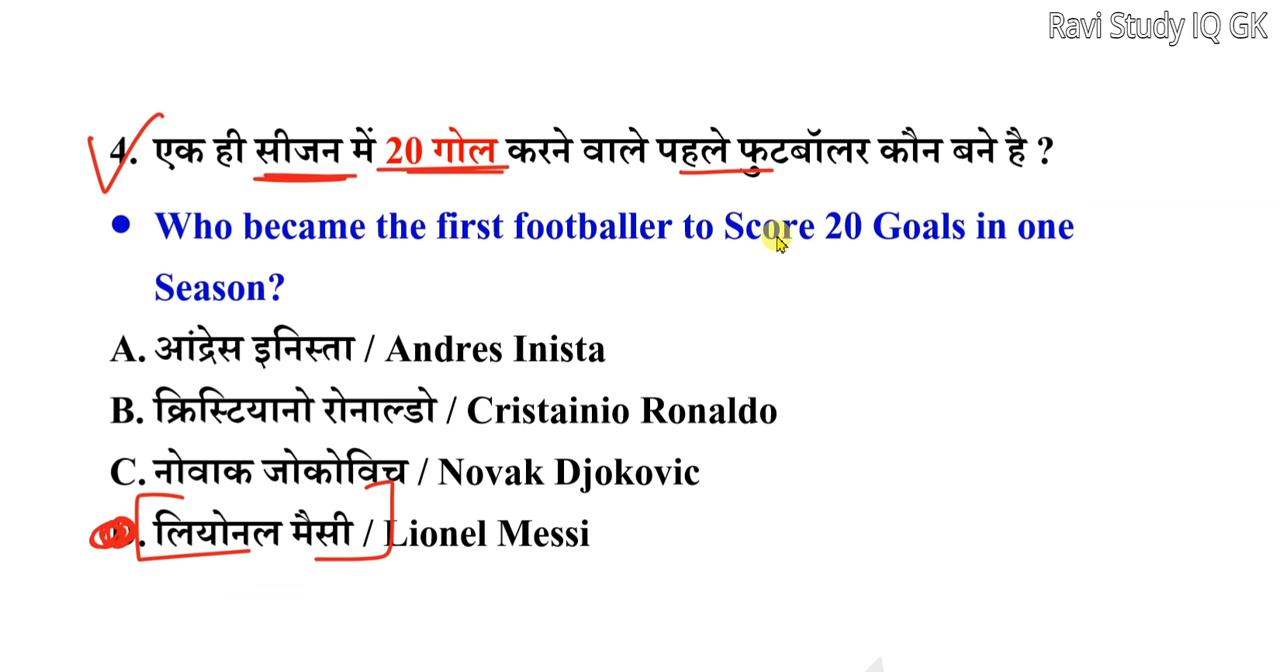 Ravi Study IQ GK
4. एक ही सीजन में 20 गोल करने वाले पहले फुटबॉलर कौन बने है ?
● Who became the first footballer to Score 20 Goals in one
Season?
A. आंद्रेस इनिस्ता / Andres Inista
B. क्रिस्टियानो रोनाल्डो / Cristainio Ronaldo
C. नोवाक जोकोविच / Novak Djokovic
D. लियोनल मैसी / Lionel Messi